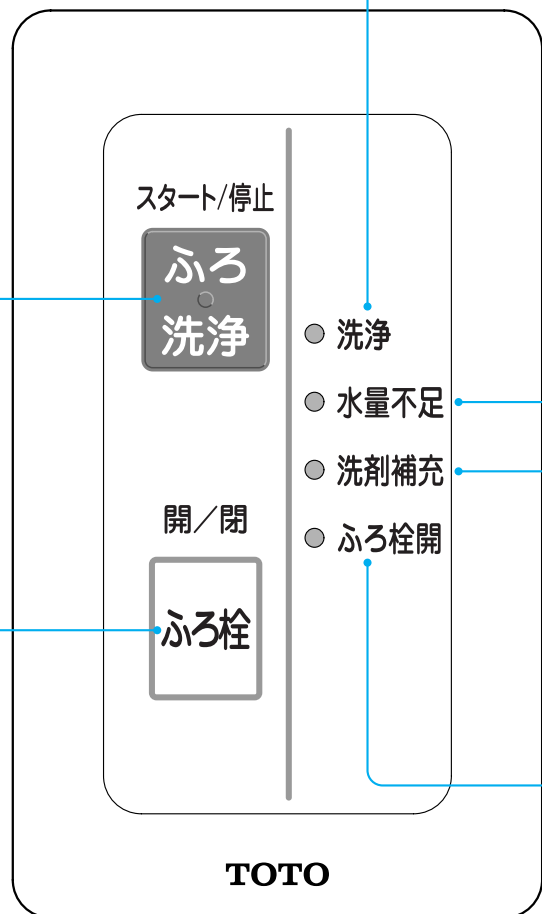 スタート/停止
ふろ
洗浄
開／閉
ふろ栓
洗浄
水量不足
洗剤補充
ふろ栓開
TOTO